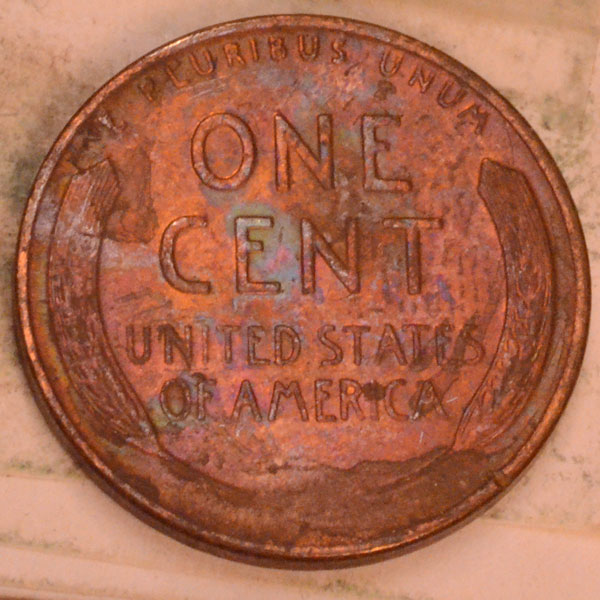 PLURIBUS UNUM
ONE
CENT
UNITED STATES
OF AMERICA